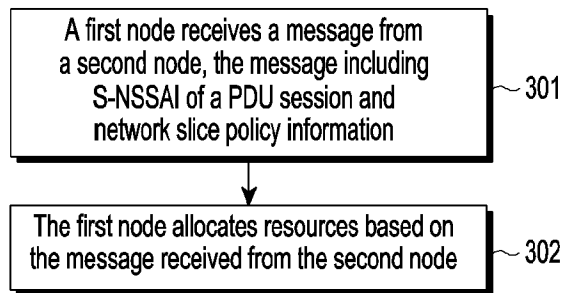 A first node receives a message from
a second node, the message including
S-NSSAI of a PDU session and
network slice policy information
301
The first node allocates resources based on
the message received from the second node
302